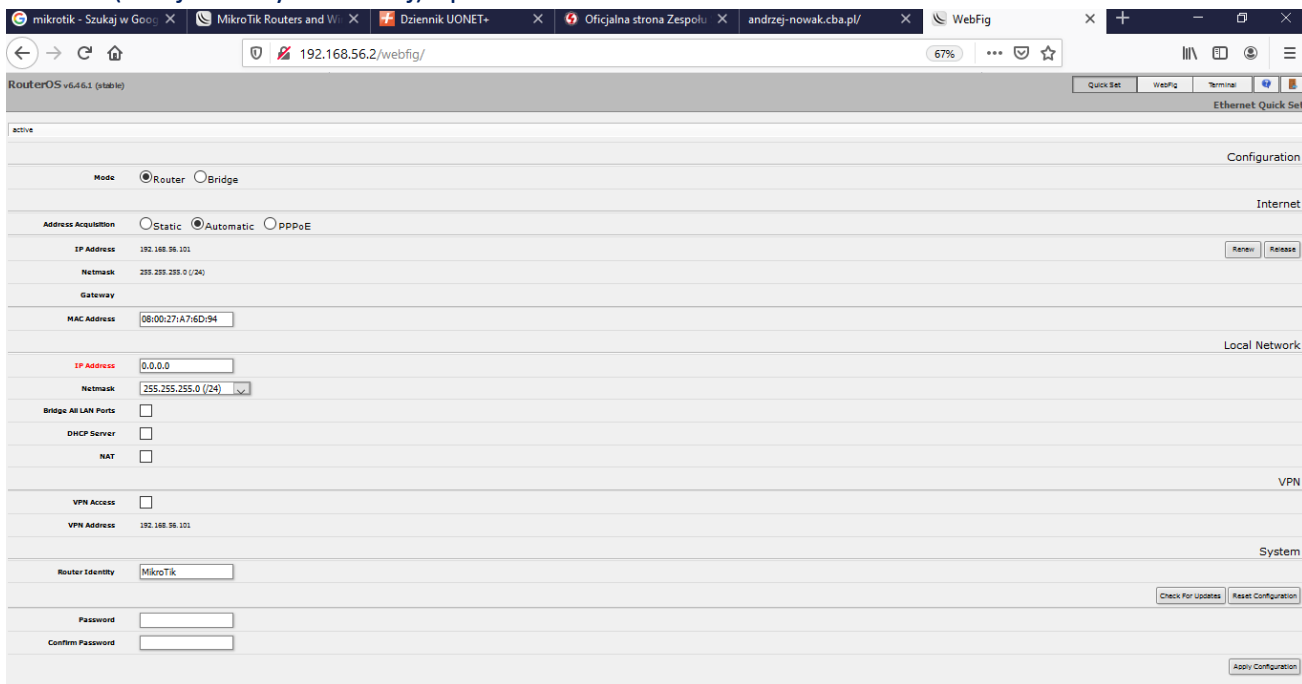 mikrotik - Szukaj w Goog
MikroTik Routers and Wi
Dziennik UONET+
Oficjalna strona Zespołu
andrzej-nowak.cba.pl/
WebFig
192.168.56.2/webfig/
67%
RouterOS v6.46.1 (stable)
Quick Set WebFig Terminal
Ethernet Quick Set
active
Configuration
Mode Router Bridge
Internet
Address Acquisition Static Automatic PPPoE
IP Address 192.168.56.101 Renew Release
Netmask 255.255.255.0 (/24)
Gateway
MAC Address 08:00:27:A7:6D:94
Local Network
IP Address 0.0.0.0
Netmask 255.255.255.0 (/24)
Bridge All LAN Ports
DHCP Server
NAT
VPN
VPN Access
VPN Address 192.168.56.101
System
Router Identity MikroTik
Check For Updates Reset Configuration
Password
Confirm Password
Apply Configuration